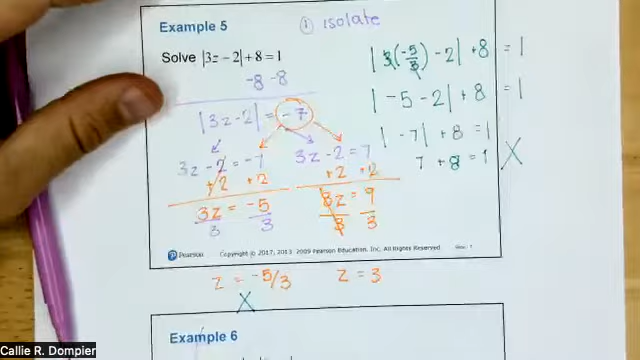 Example 5
① isolate
Solve |3z − 2| + 8 = 1
-8 -8
|3z-2| = -7
3z -2 = -7
3z -2 = 7
+2 +2
+2 +2
3z = -5
3z = 9
3 3
3 3
z = -5/3
z = 3
X
|3(-5/3) -2| +8 = 1
|-5 -2| + 8 = 1
|-7| + 8 = 1
7 + 8 = 1 X
Pearson
Copyright © 2017, 2013, 2009 Pearson Education, Inc. All Rights Reserved
Example 6
Callie R. Dompier